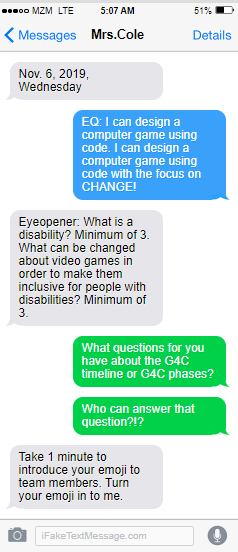 MZM LTE 5:07 AM 51%
Messages Mrs.Cole Details
Nov. 6, 2019,
Wednesday
EQ: I can design a
computer game using
code. I can design a
computer game using
code with the focus on
CHANGE!
Eyeopener: What is a
disability? Minimum of 3.
What can be changed
about video games in
order to make them
inclusive for people with
disabilities? Minimum of
3.
What questions for you
have about the G4C
timeline or G4C phases?
Who can answer that
question?!?
Take 1 minute to
introduce your emoji to
team members. Turn
your emoji in to me.
iFakeTextMessage.com